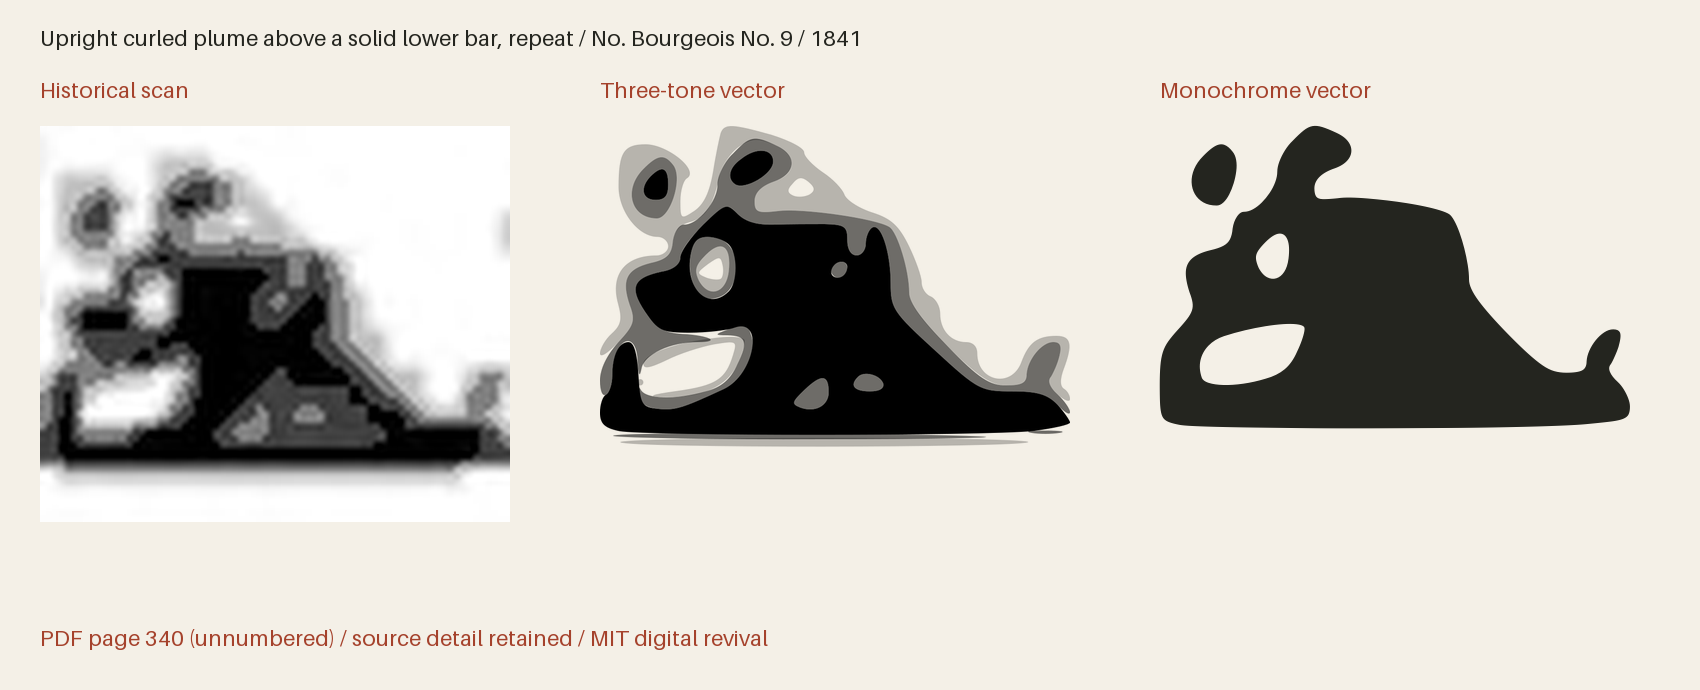 Upright curled plume above a solid lower bar, repeat / No. Bourgeois No. 9 / 1841
Historical scan
Three-tone vector
Monochrome vector
PDF page 340 (unnumbered) / source detail retained / MIT digital revival